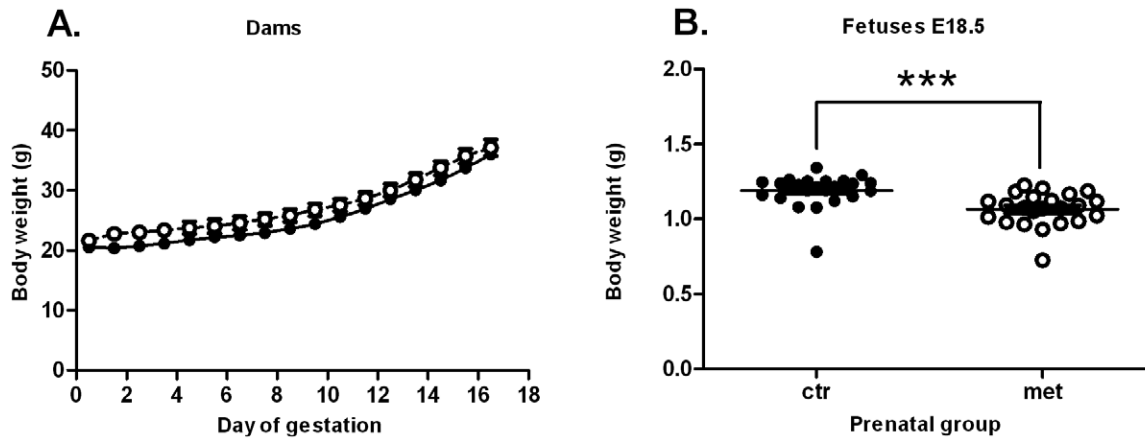 A.
Dams
Body weight (g)
50
40
30
20
10
0
0 2 4 6 8 10 12 14 16 18
Day of gestation
B.
Fetuses E18.5
***
Body weight (g)
2.0
1.5
1.0
0.5
0.0
ctr met
Prenatal group